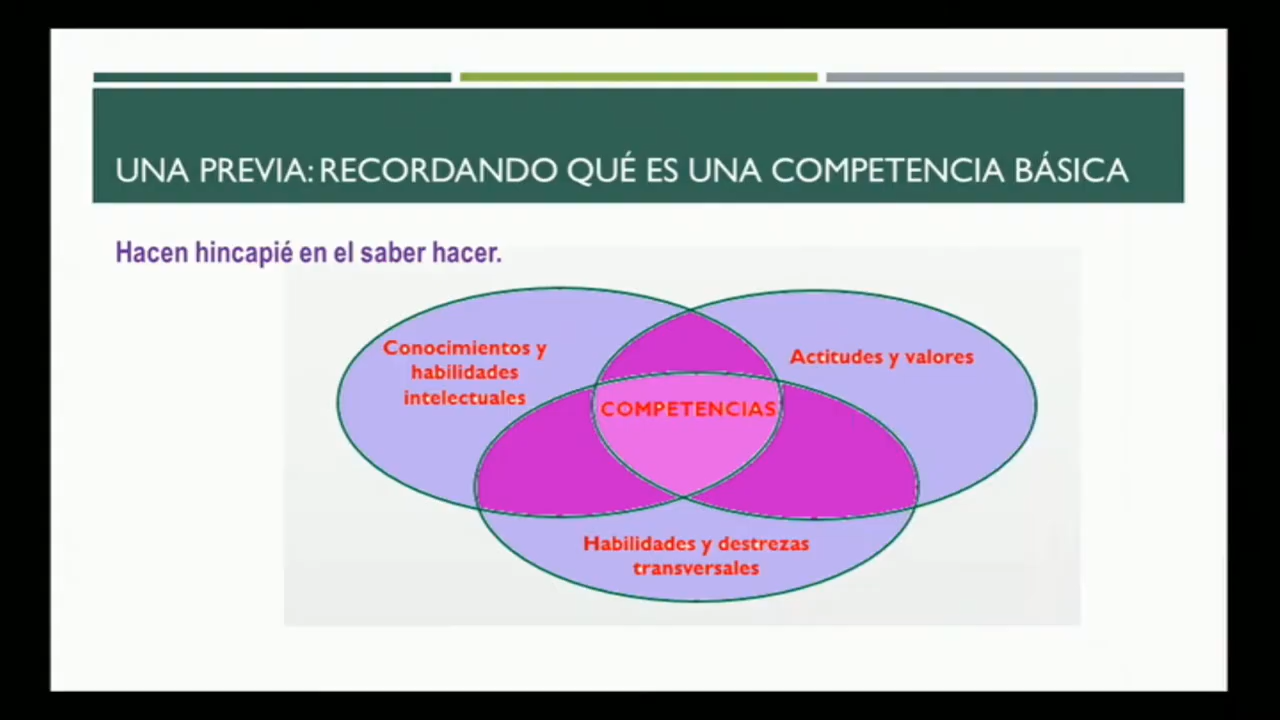 UNA PREVIA: RECORDANDO QUÉ ES UNA COMPETENCIA BÁSICA
Hacen hincapié en el saber hacer.
Conocimientos y
habilidades
intelectuales
Actitudes y valores
COMPETENCIAS
Habilidades y destrezas
transversales